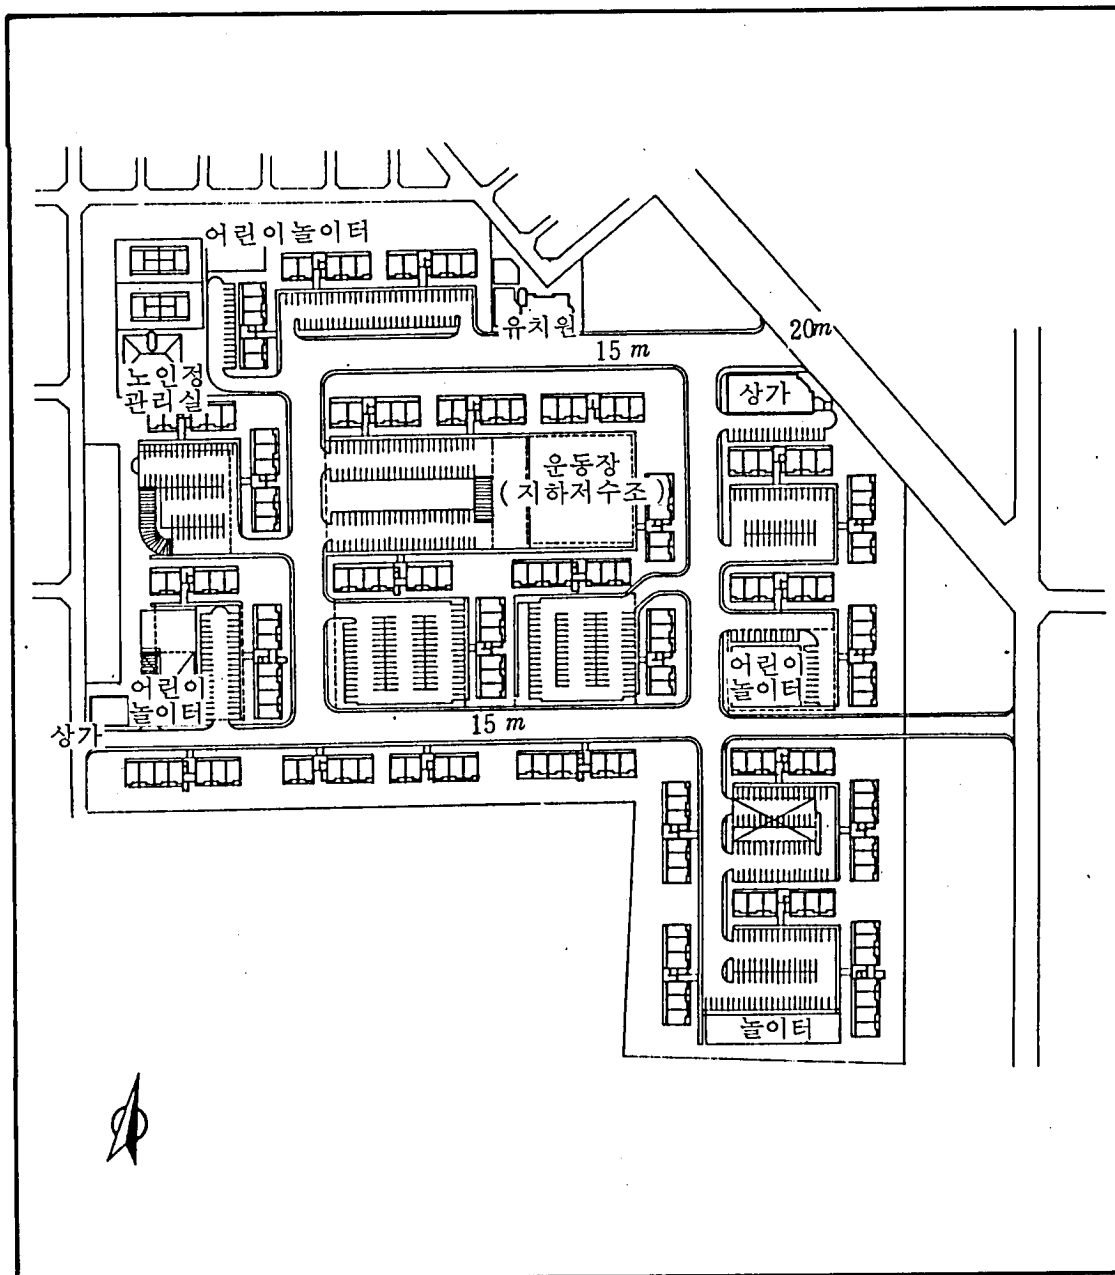 어린이놀이터
유치원
20m
15 m
노인정
관리실
상가
운동장
(지하저수조)
어린이
놀이터
어린이
놀이터
상가
15 m
놀이터